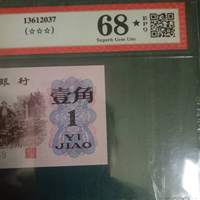 13612037
(☆☆☆)
68★
EPQ
Superb Gem Unc
银行
壹角
1
YI
JIAO